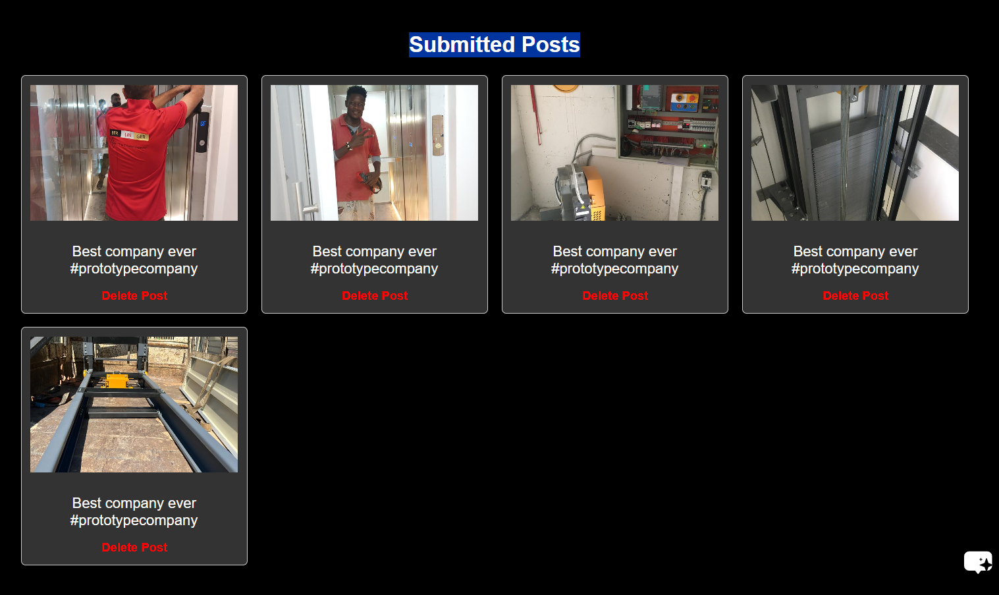 Submitted Posts
BER LIN GER
GF
Best company ever
#prototypecompany
Delete Post
Best company ever
#prototypecompany
Delete Post
Best company ever
#prototypecompany
Delete Post
Best company ever
#prototypecompany
Delete Post
Best company ever
#prototypecompany
Delete Post